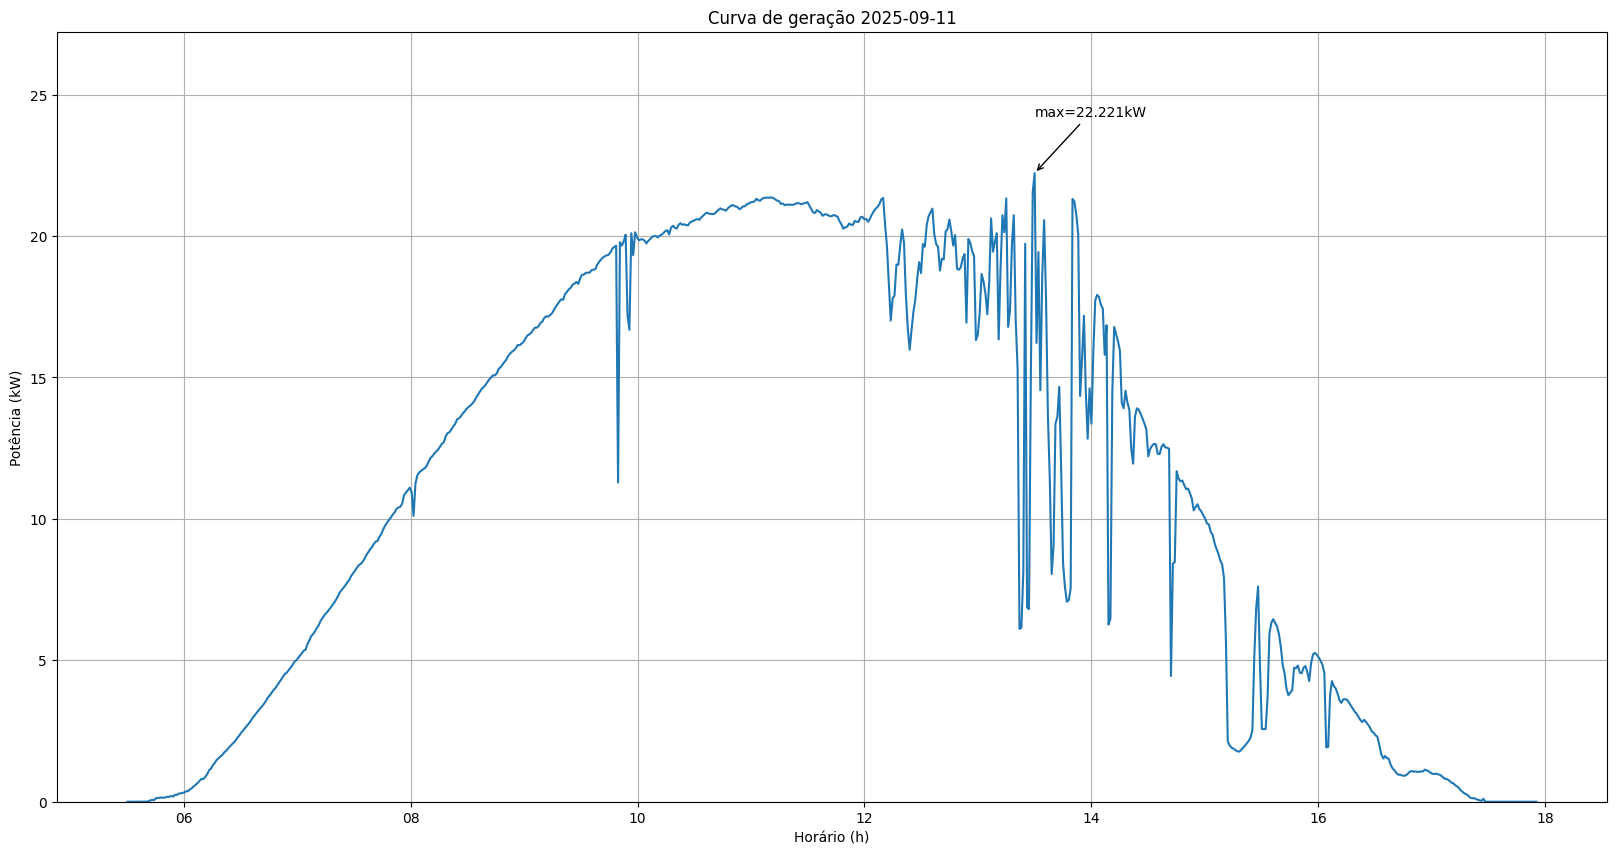 Curva de geração 2025-09-11
max=22.221kW
Potência (kW)
25
20
15
10
5
0
06 08 10 12 14 16 18
Horário (h)